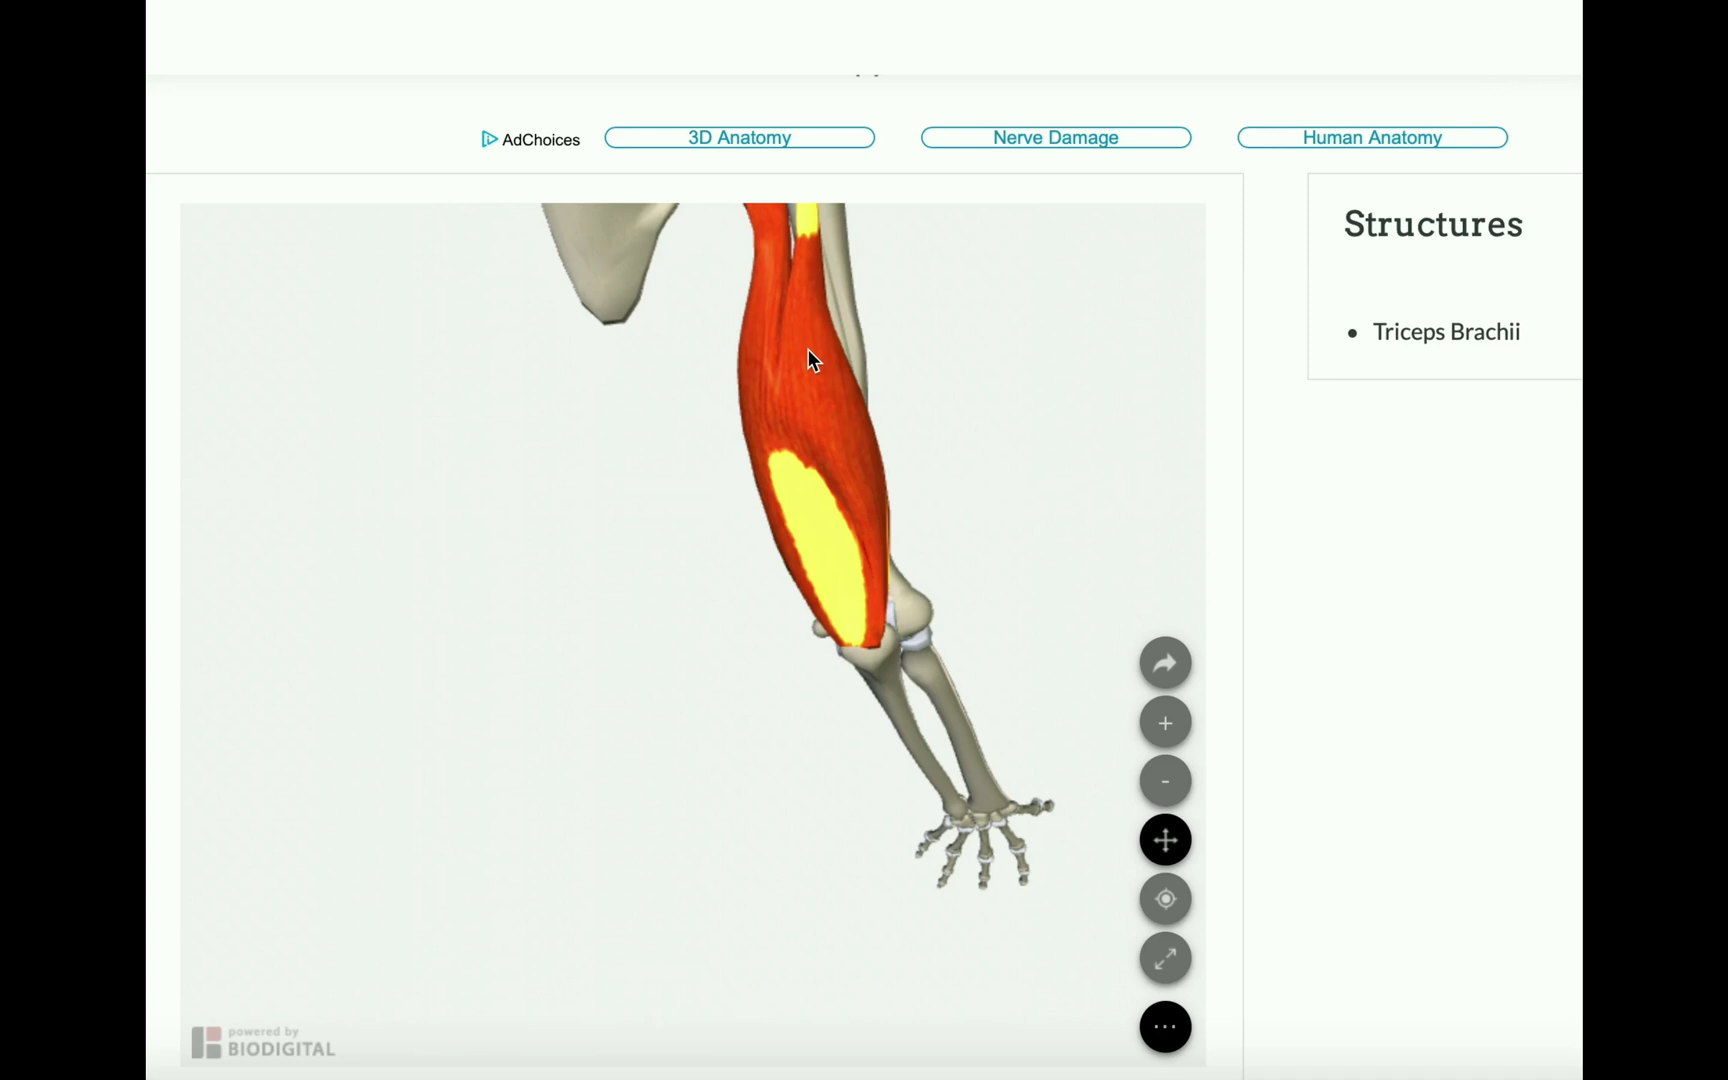 AdChoices
3D Anatomy
Nerve Damage
Human Anatomy
Structures
Triceps Brachii
powered by
BIODIGITAL